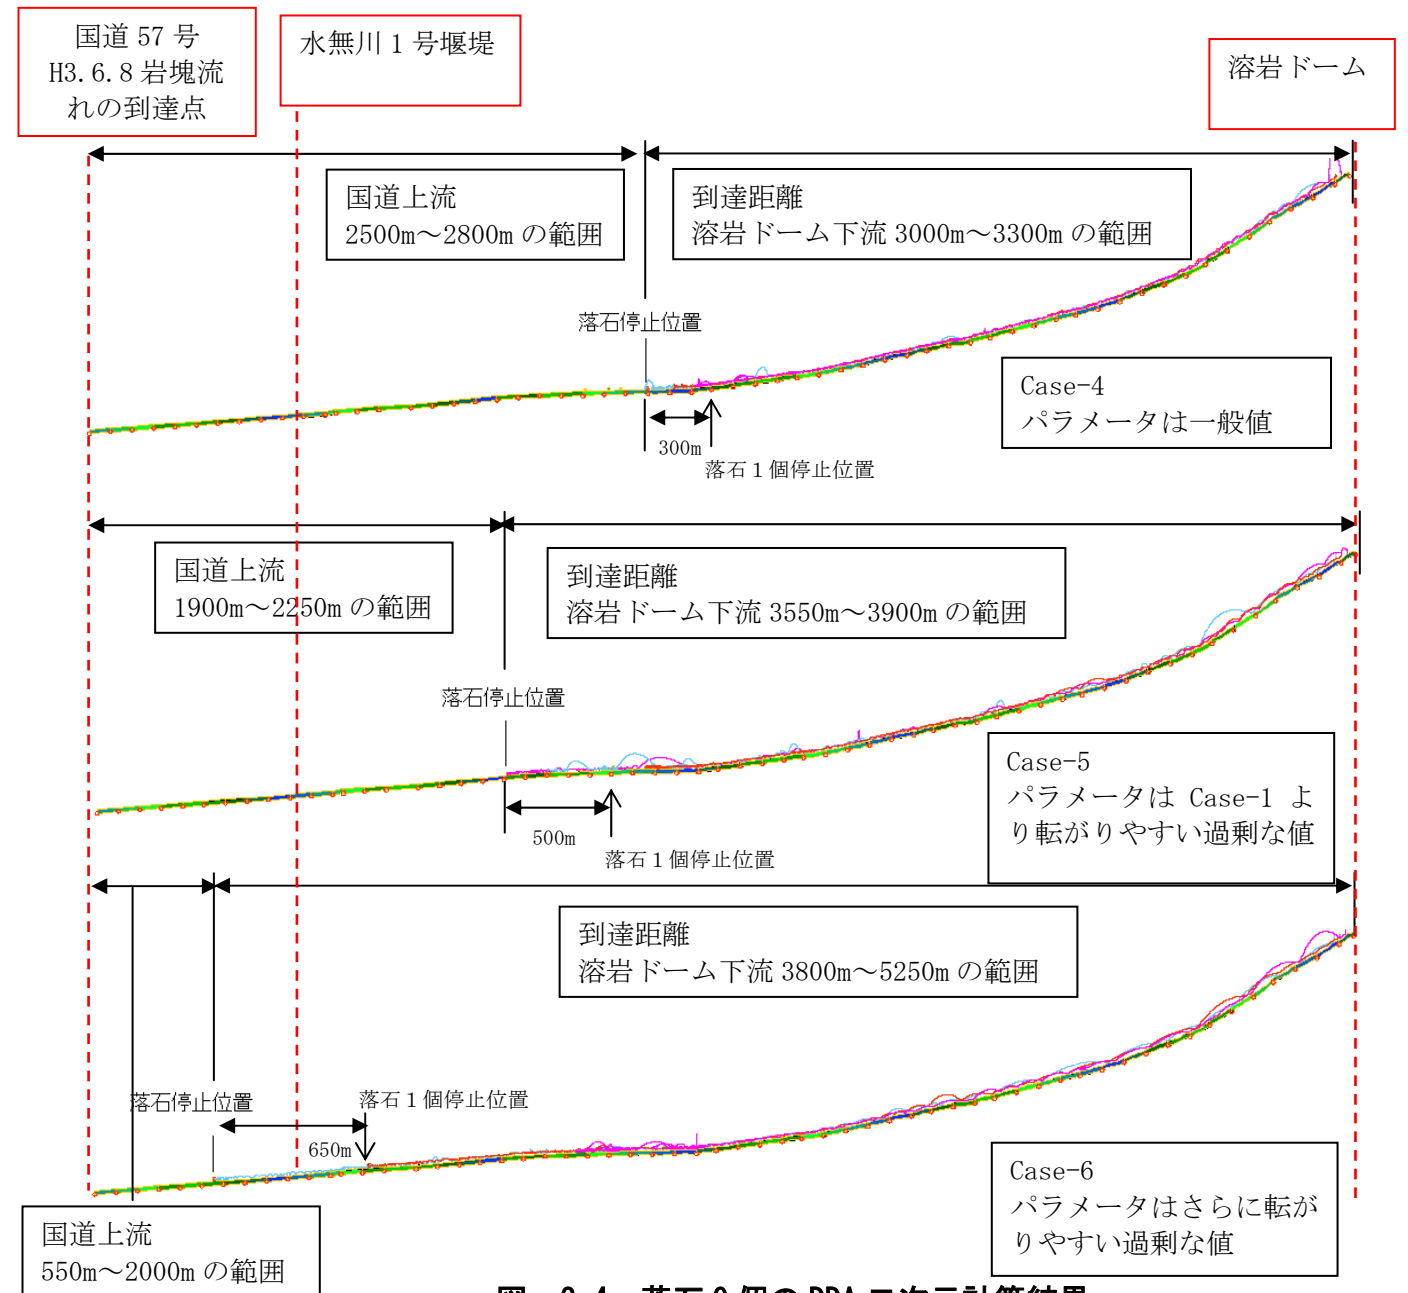 国道 57 号
H3.6.8 岩塊流
れの到達点
水無川 1 号堰堤
溶岩ドーム
国道上流
2500m～2800m の範囲
到達距離
溶岩ドーム下流 3000m～3300m の範囲
落石停止位置
Case-4
パラメータは一般値
300m
落石１個停止位置
国道上流
1900m～2250m の範囲
到達距離
溶岩ドーム下流 3550m～3900m の範囲
落石停止位置
Case-5
パラメータは Case-1 よ
り転がりやすい過剰な値
500m
落石１個停止位置
到達距離
溶岩ドーム下流 3800m～5250m の範囲
落石停止位置
落石１個停止位置
650m
Case-6
パラメータはさらに転が
りやすい過剰な値
国道上流
550m～2000m の範囲